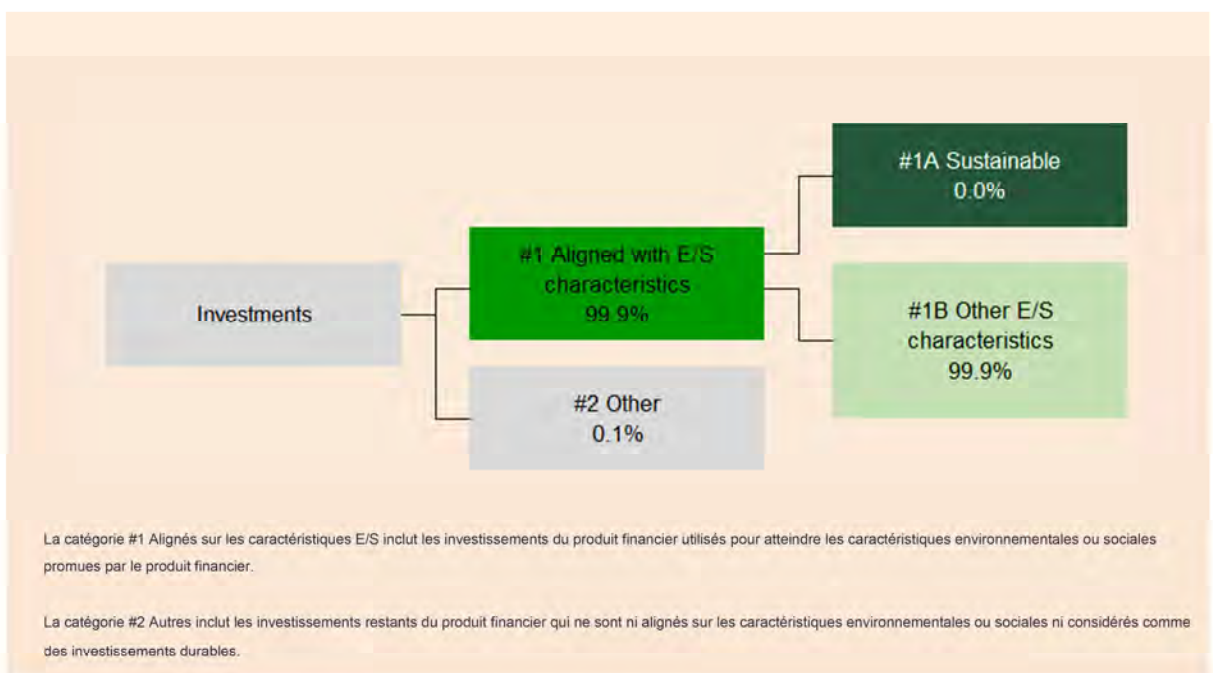 #1A Sustainable
0.0%
#1 Aligned with E/S
characteristics
99.9%
Investments
#1B Other E/S
characteristics
99.9%
#2 Other
0.1%
La catégorie #1 Alignés sur les caractéristiques E/S inclut les investissements du produit financier utilisés pour atteindre les caractéristiques environnementales ou sociales
promues par le produit financier.
La catégorie #2 Autres inclut les investissements restants du produit financier qui ne sont ni alignés sur les caractéristiques environnementales ou sociales ni considérés comme
des investissements durables.